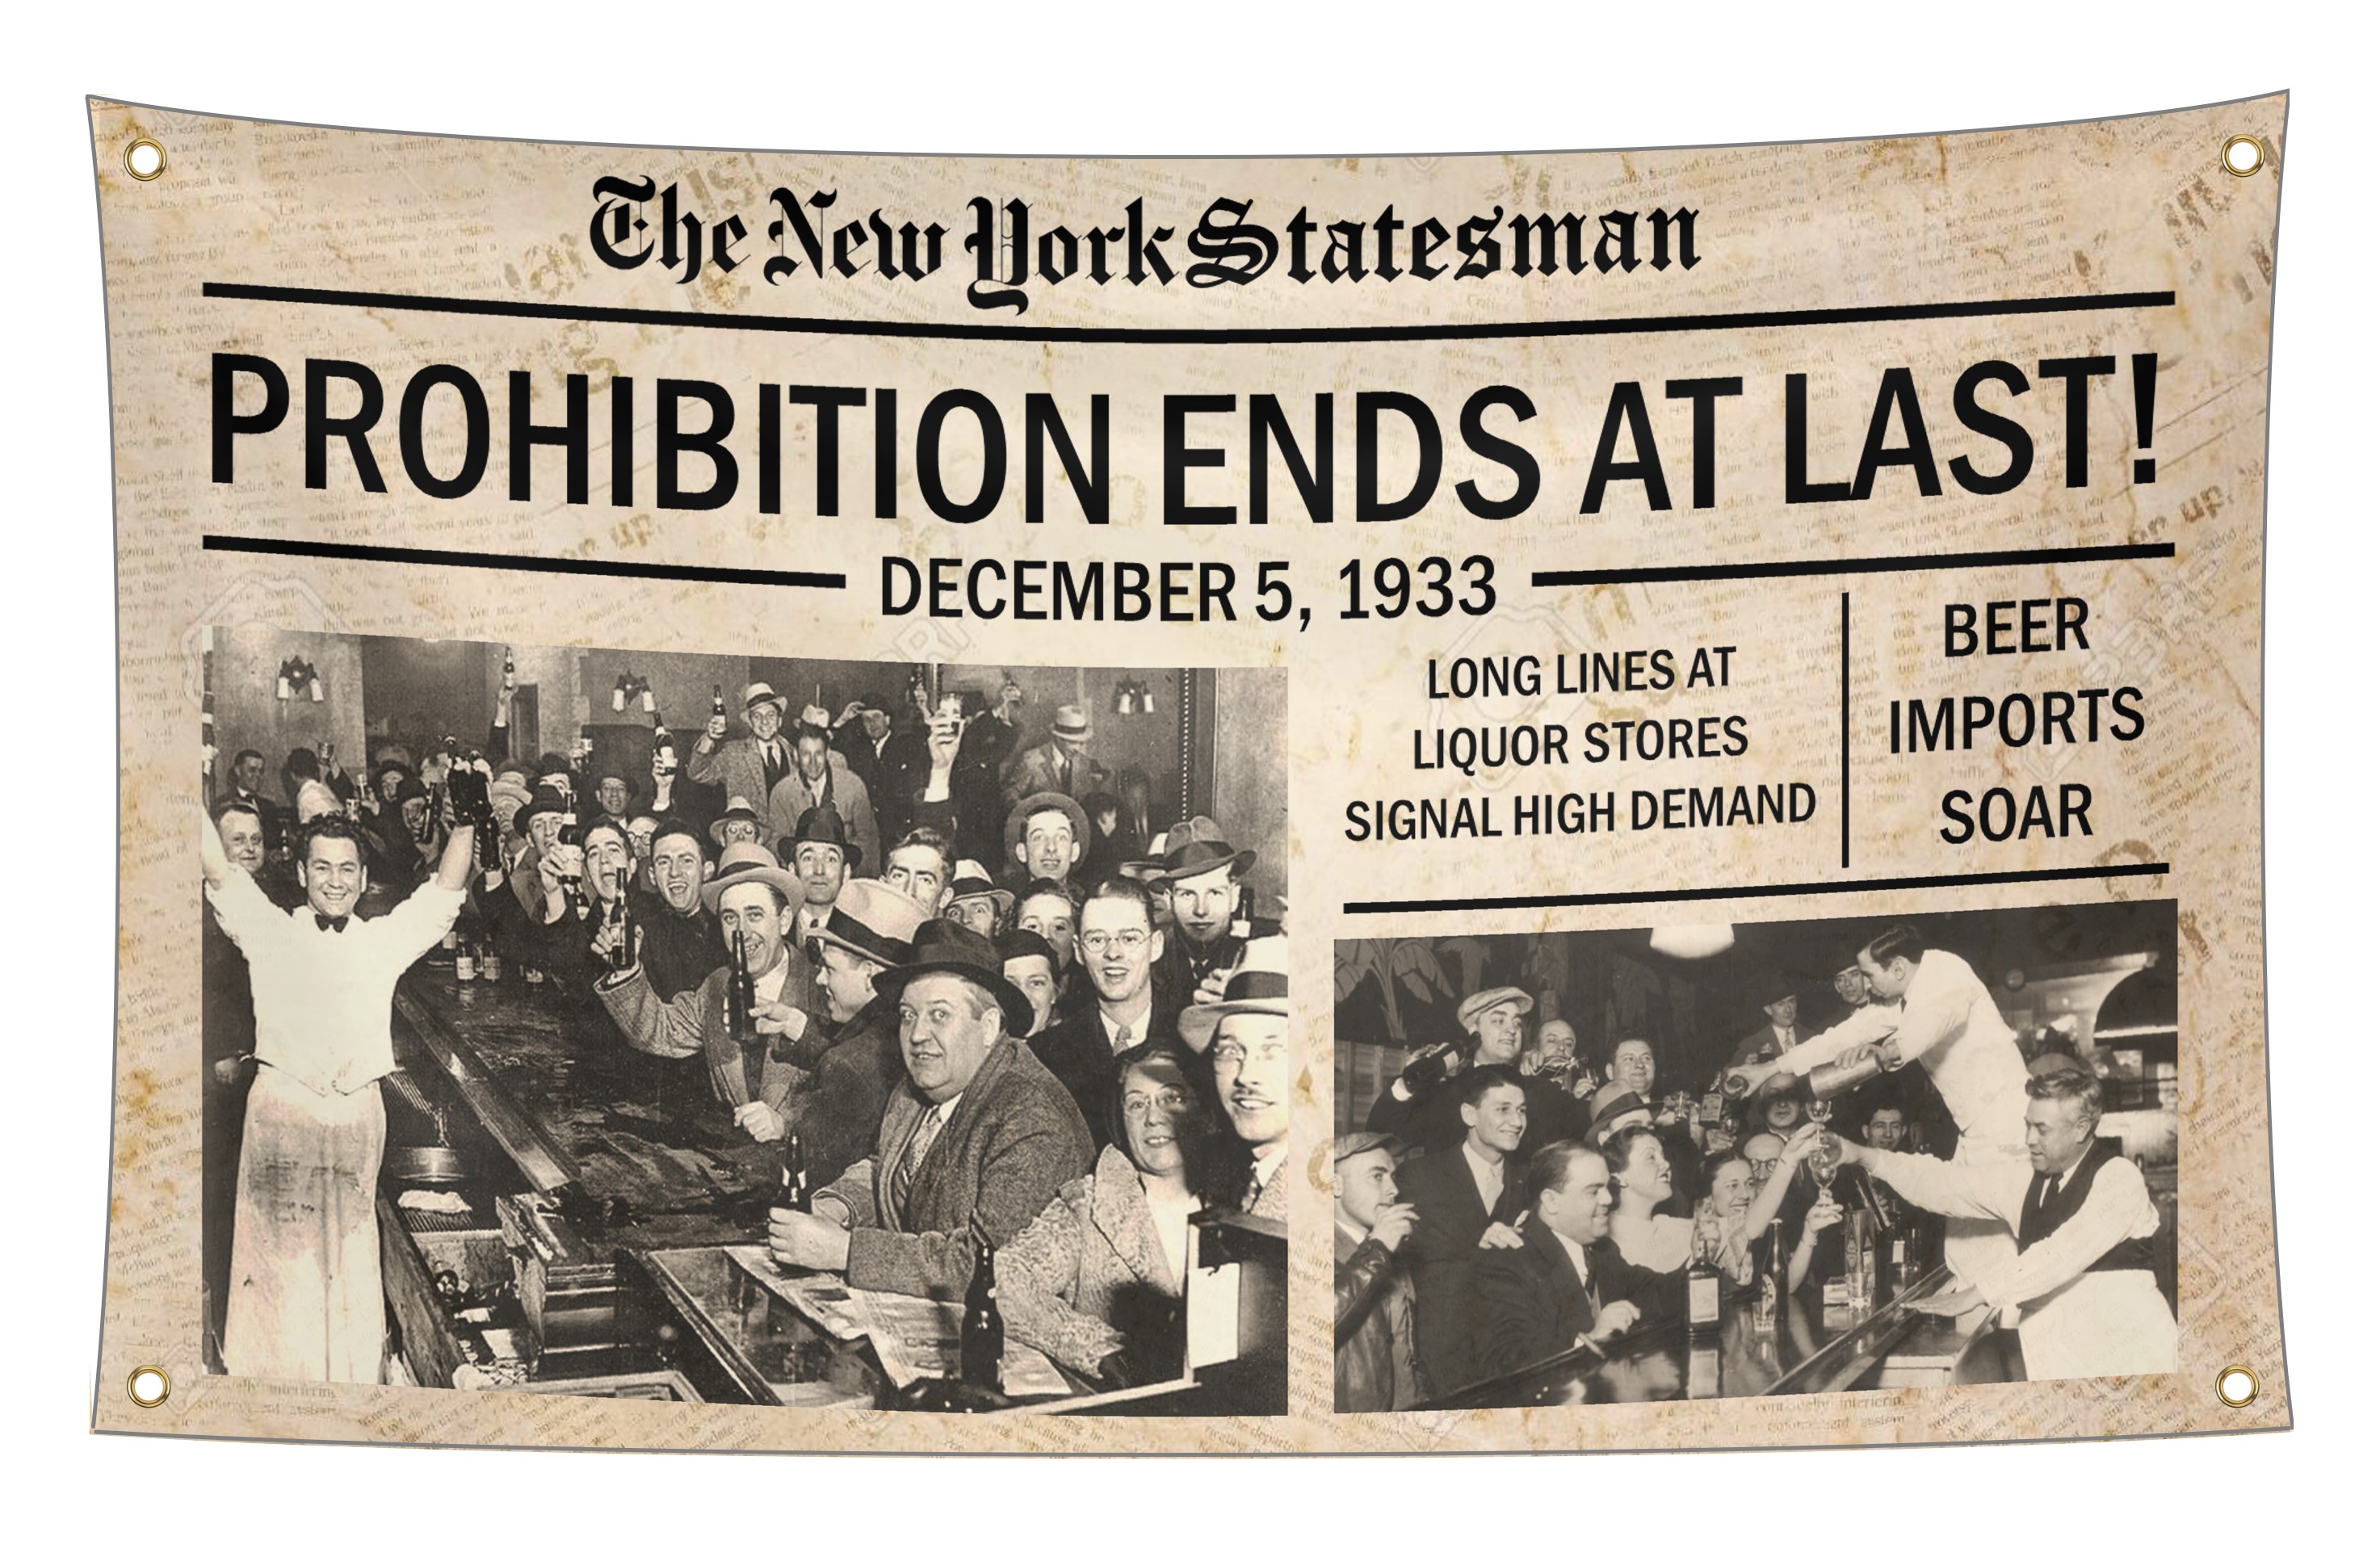 The New York Statesman
PROHIBITION ENDS AT LAST!
DECEMBER 5, 1933
LONG LINES AT
LIQUOR STORES
SIGNAL HIGH DEMAND
BEER
IMPORTS
SOAR